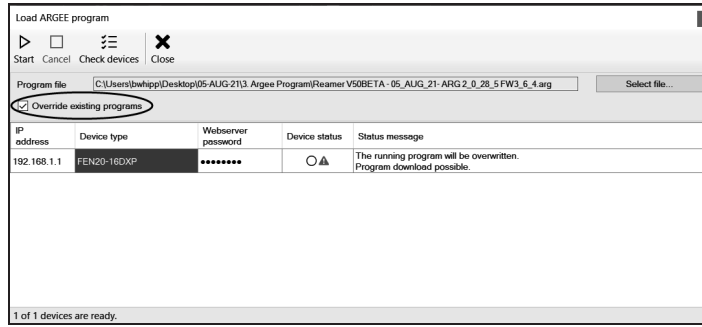 Load ARGEE program
Start Cancel Check devices Close
Program file C:\Users\bwhipp\Desktop\05-AUG-21\3. Argee Program\Reamer V50BETA - 05_AUG_21- ARG 2_0_28_5 FW3_6_4.arg Select file...
Override existing programs
IP address Device type Webserver password Device status Status message
192.168.1.1 FEN20-16DXP ●●●●●●●● The running program will be overwritten.
Program download possible.
1 of 1 devices are ready.